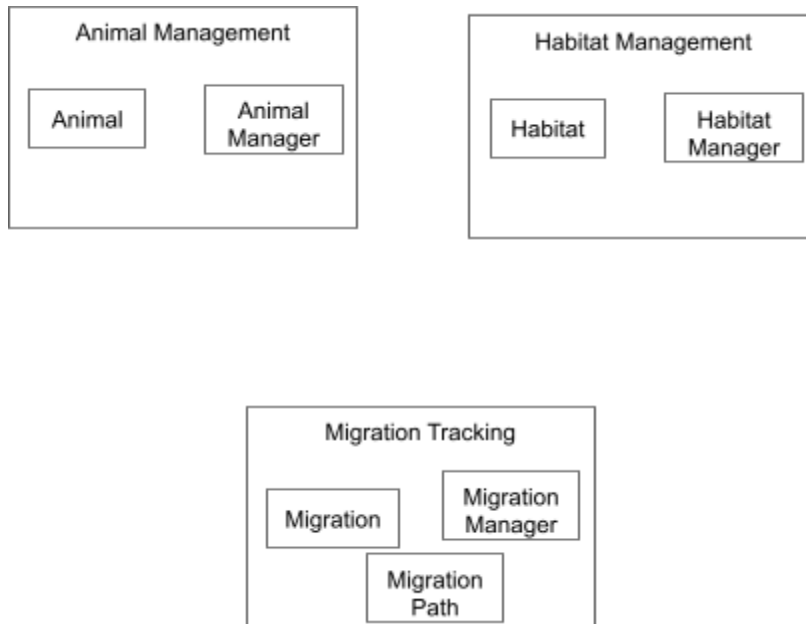 Animal Management
Animal
Animal
Manager
Habitat Management
Habitat
Habitat
Manager
Migration Tracking
Migration
Migration
Manager
Migration
Path